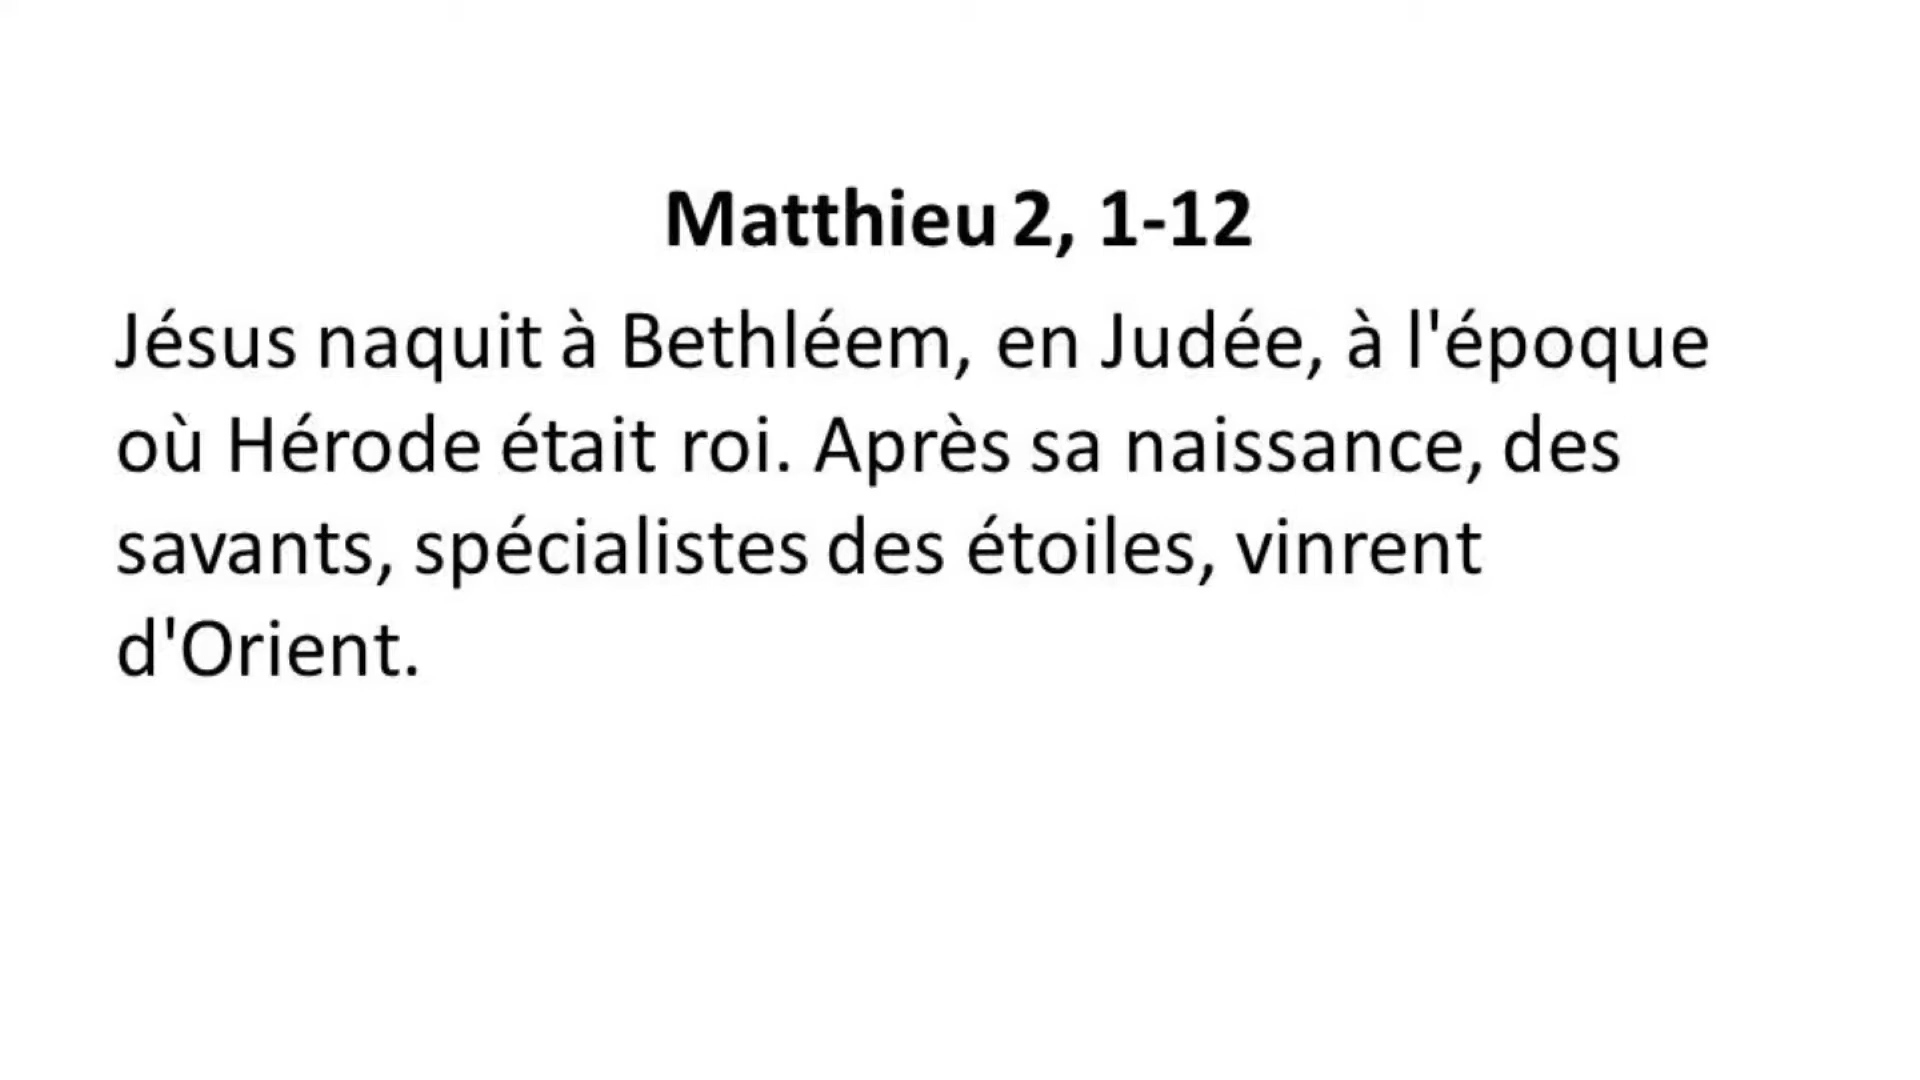 Matthieu 2, 1-12
Jésus naquit à Bethléem, en Judée, à l'époque
où Hérode était roi. Après sa naissance, des
savants, spécialistes des étoiles, vinrent
d'Orient.